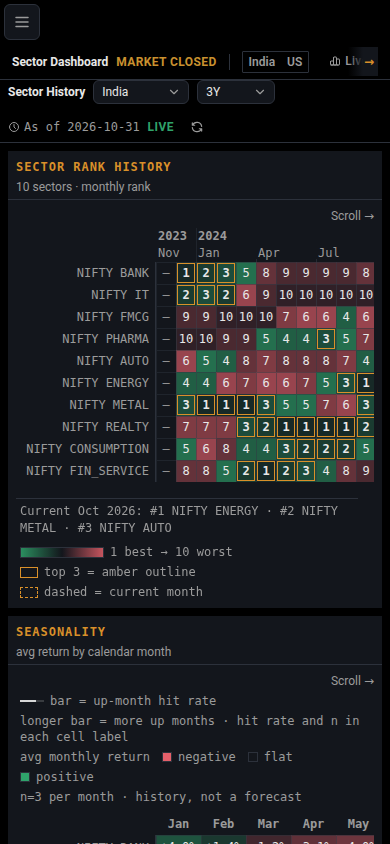 Sector Dashboard MARKET CLOSED India US Liv →
Sector History India 3Y
As of 2026-10-31 LIVE
SECTOR RANK HISTORY
10 sectors · monthly rank
Scroll →
2023 2024
Nov Jan Apr Jul
NIFTY BANK — 1 2 3 5 8 9 9 9 9 8
NIFTY IT — 2 3 2 6 9 10 10 10 10 10
NIFTY FMCG — 9 9 10 10 10 7 6 6 4 6
NIFTY PHARMA — 10 10 9 9 5 4 4 3 5 7
NIFTY AUTO — 6 5 4 8 7 8 8 8 7 4
NIFTY ENERGY — 4 4 6 7 6 6 7 5 3 1
NIFTY METAL — 3 1 1 1 3 5 5 7 6 3
NIFTY REALTY — 7 7 7 3 2 1 1 1 1 2
NIFTY CONSUMPTION — 5 6 8 4 4 3 2 2 2 5
NIFTY FIN_SERVICE — 8 8 5 2 1 2 3 4 8 9
Current Oct 2026: #1 NIFTY ENERGY · #2 NIFTY
METAL · #3 NIFTY AUTO
1 best → 10 worst
top 3 = amber outline
dashed = current month
SEASONALITY
avg return by calendar month
Scroll →
bar = up-month hit rate
longer bar = more up months · hit rate and n in
each cell label
avg monthly return negative flat
positive
n=3 per month · history, not a forecast
Jan Feb Mar Apr May